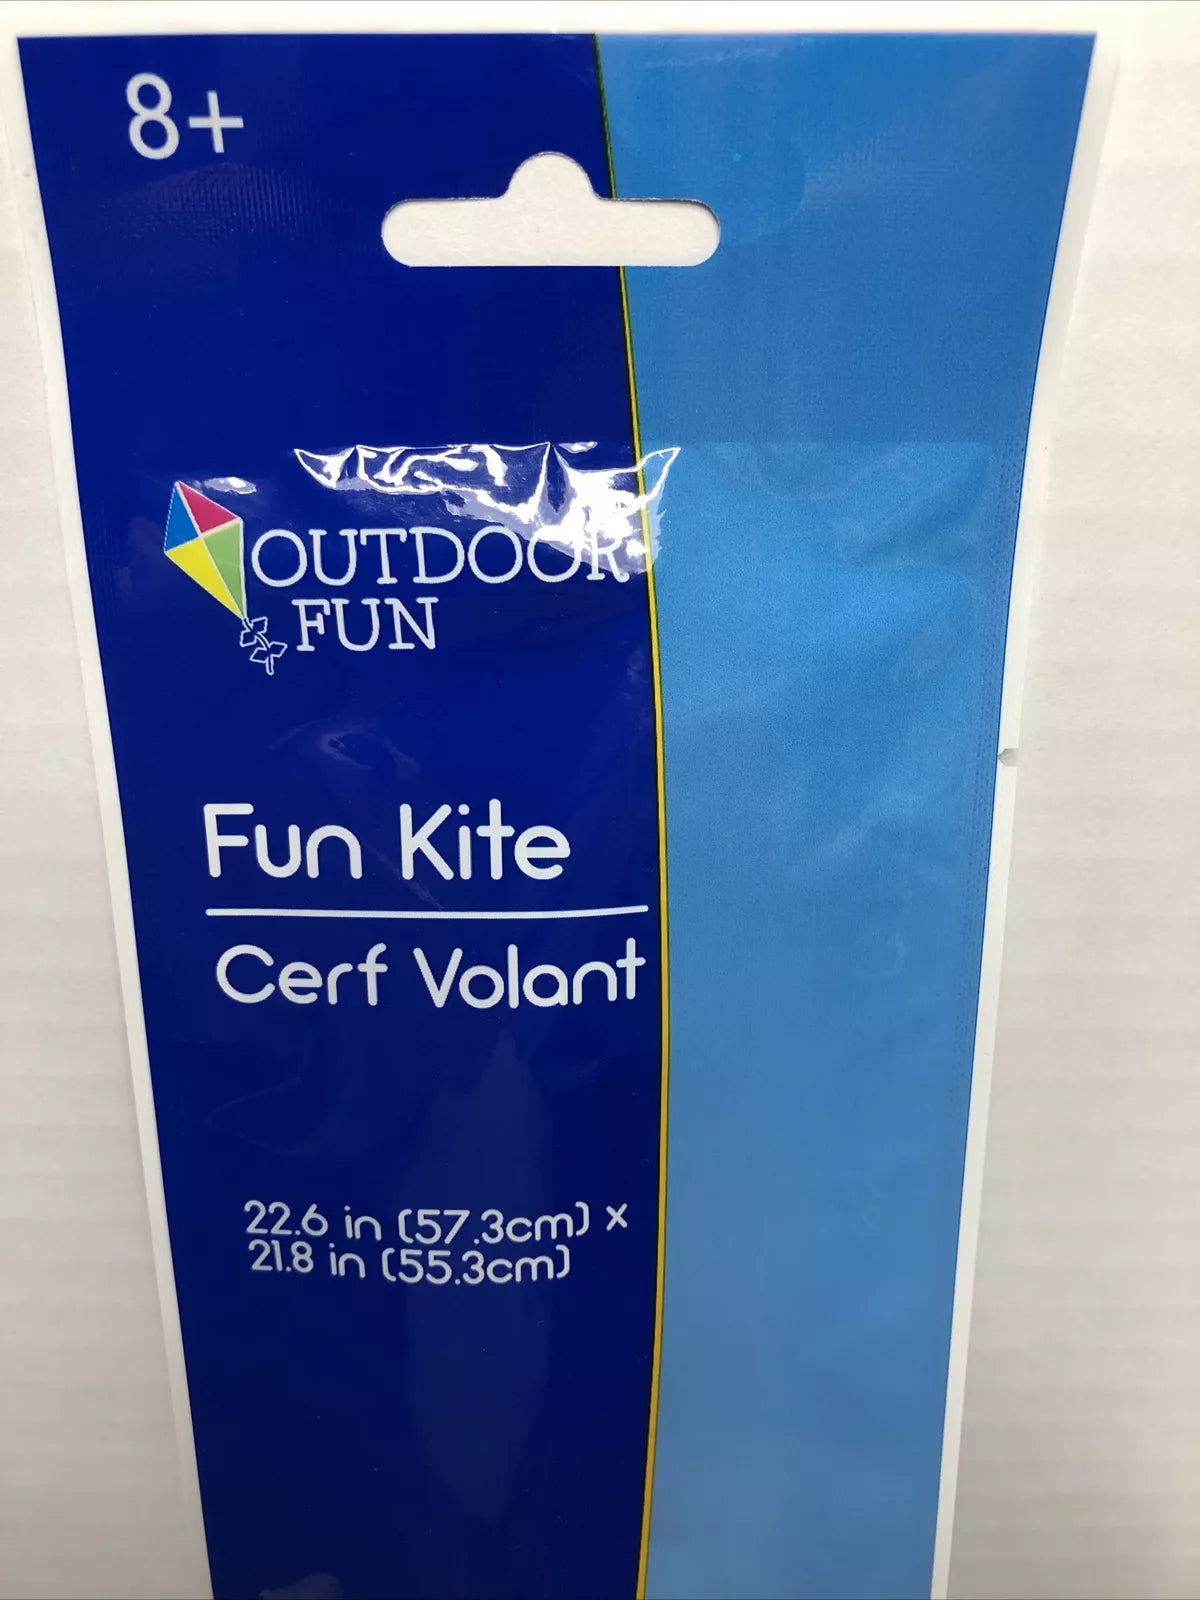 8+
OUTDOOR
FUN
Fun Kite
Cerf Volant
22.6 in (57.3cm) x
21.8 in (55.3cm)